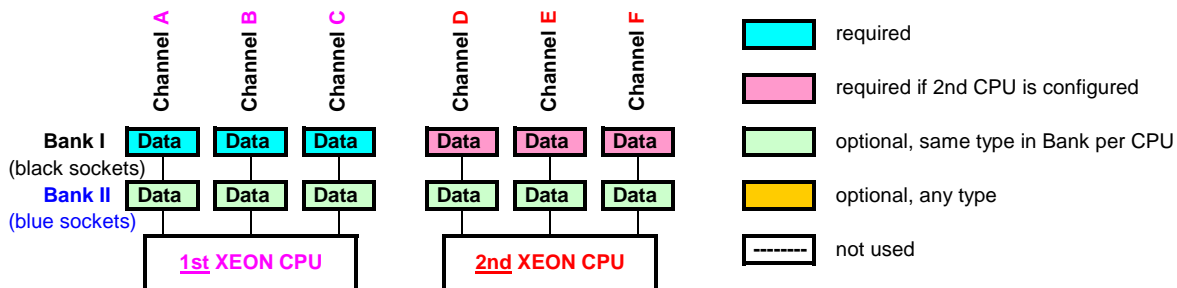 Channel A
Channel B
Channel C
Channel D
Channel E
Channel F
required
required if 2nd CPU is configured
Bank I
(black sockets)
Data
Data
Data
Data
Data
Data
optional, same type in Bank per CPU
Bank II
(blue sockets)
Data
Data
Data
Data
Data
Data
optional, any type
1st XEON CPU
2nd XEON CPU
--------
not used